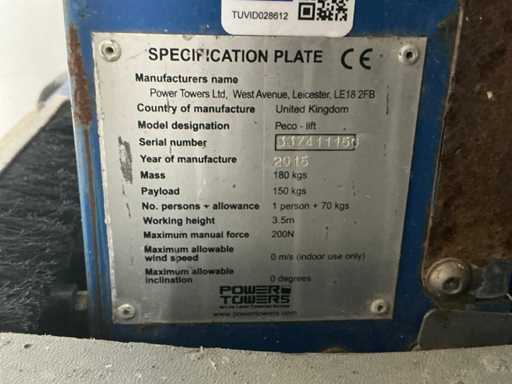 TUVID028612
SPECIFICATION PLATE CE
Manufacturers name
Power Towers Ltd, West Avenue, Leicester, LE18 2FB
Country of manufacture United Kingdom
Model designation Peco - lift
Serial number
Year of manufacture 2015
Mass 180 kgs
Payload 150 kgs
No. persons + allowance 1 person + 70 kgs
Working height 3.5m
Maximum manual force 200N
Maximum allowable
wind speed 0 m/s (indoor use only)
Maximum allowable
inclination 0 degrees
POWER
TOWERS
www.powertowers.com